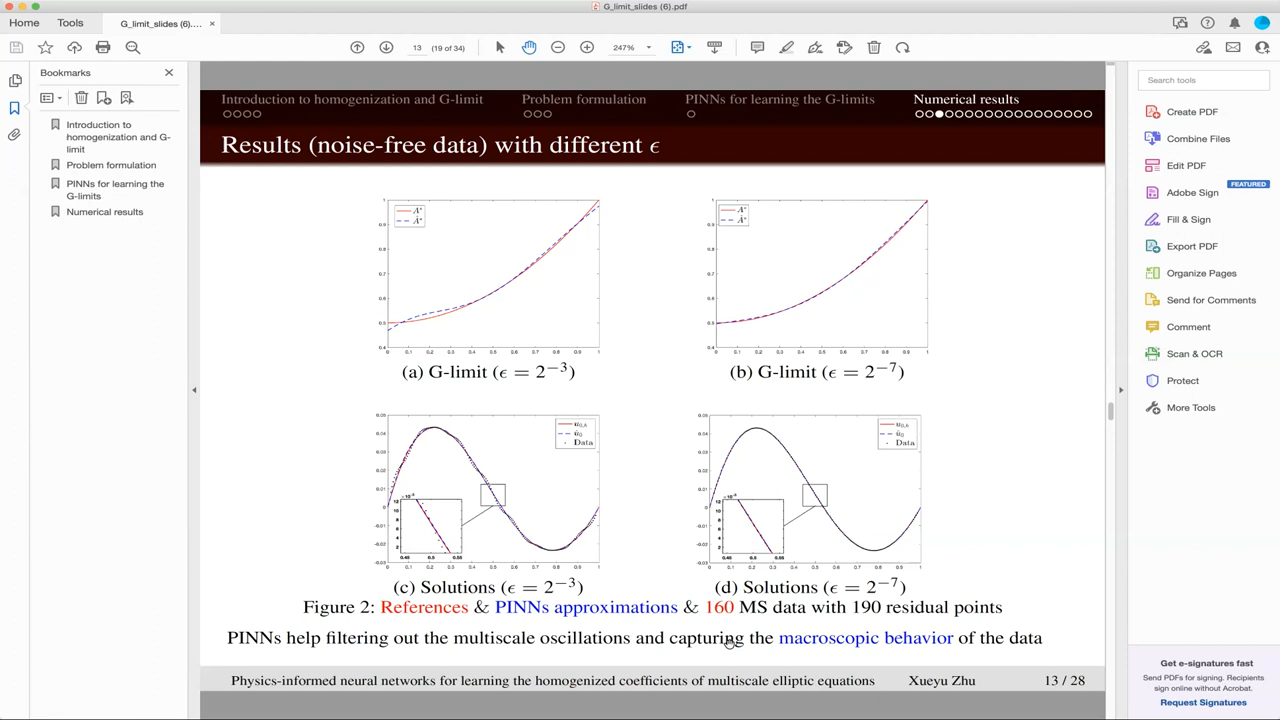 G_limit_slides (6).pdf
Home
Tools
G_limit_slides (6).... ×
13 (19 of 34) 247%
Bookmarks
Introduction to
homogenization and G-
limit
Problem formulation
PINNs for learning the
G-limits
Numerical results
Introduction to homogenization and G-limit Problem formulation PINNs for learning the G-limits Numerical results
Results (noise-free data) with different ϵ
(a) G-limit (ϵ = 2⁻³)
(b) G-limit (ϵ = 2⁻⁷)
Data
Data
(c) Solutions (ϵ = 2⁻³)
(d) Solutions (ϵ = 2⁻⁷)
Figure 2: References & PINNs approximations & 160 MS data with 190 residual points
PINNs help filtering out the multiscale oscillations and capturing the macroscopic behavior of the data
Physics-informed neural networks for learning the homogenized coefficients of multiscale elliptic equations Xueyu Zhu 13 / 28
Search tools
Create PDF
Combine Files
Edit PDF
FEATURED
Adobe Sign
Fill & Sign
Export PDF
Organize Pages
Send for Comments
Comment
Scan & OCR
Protect
More Tools
Get e-signatures fast
Send PDFs for signing. Recipients
sign online without Acrobat.
Request Signatures